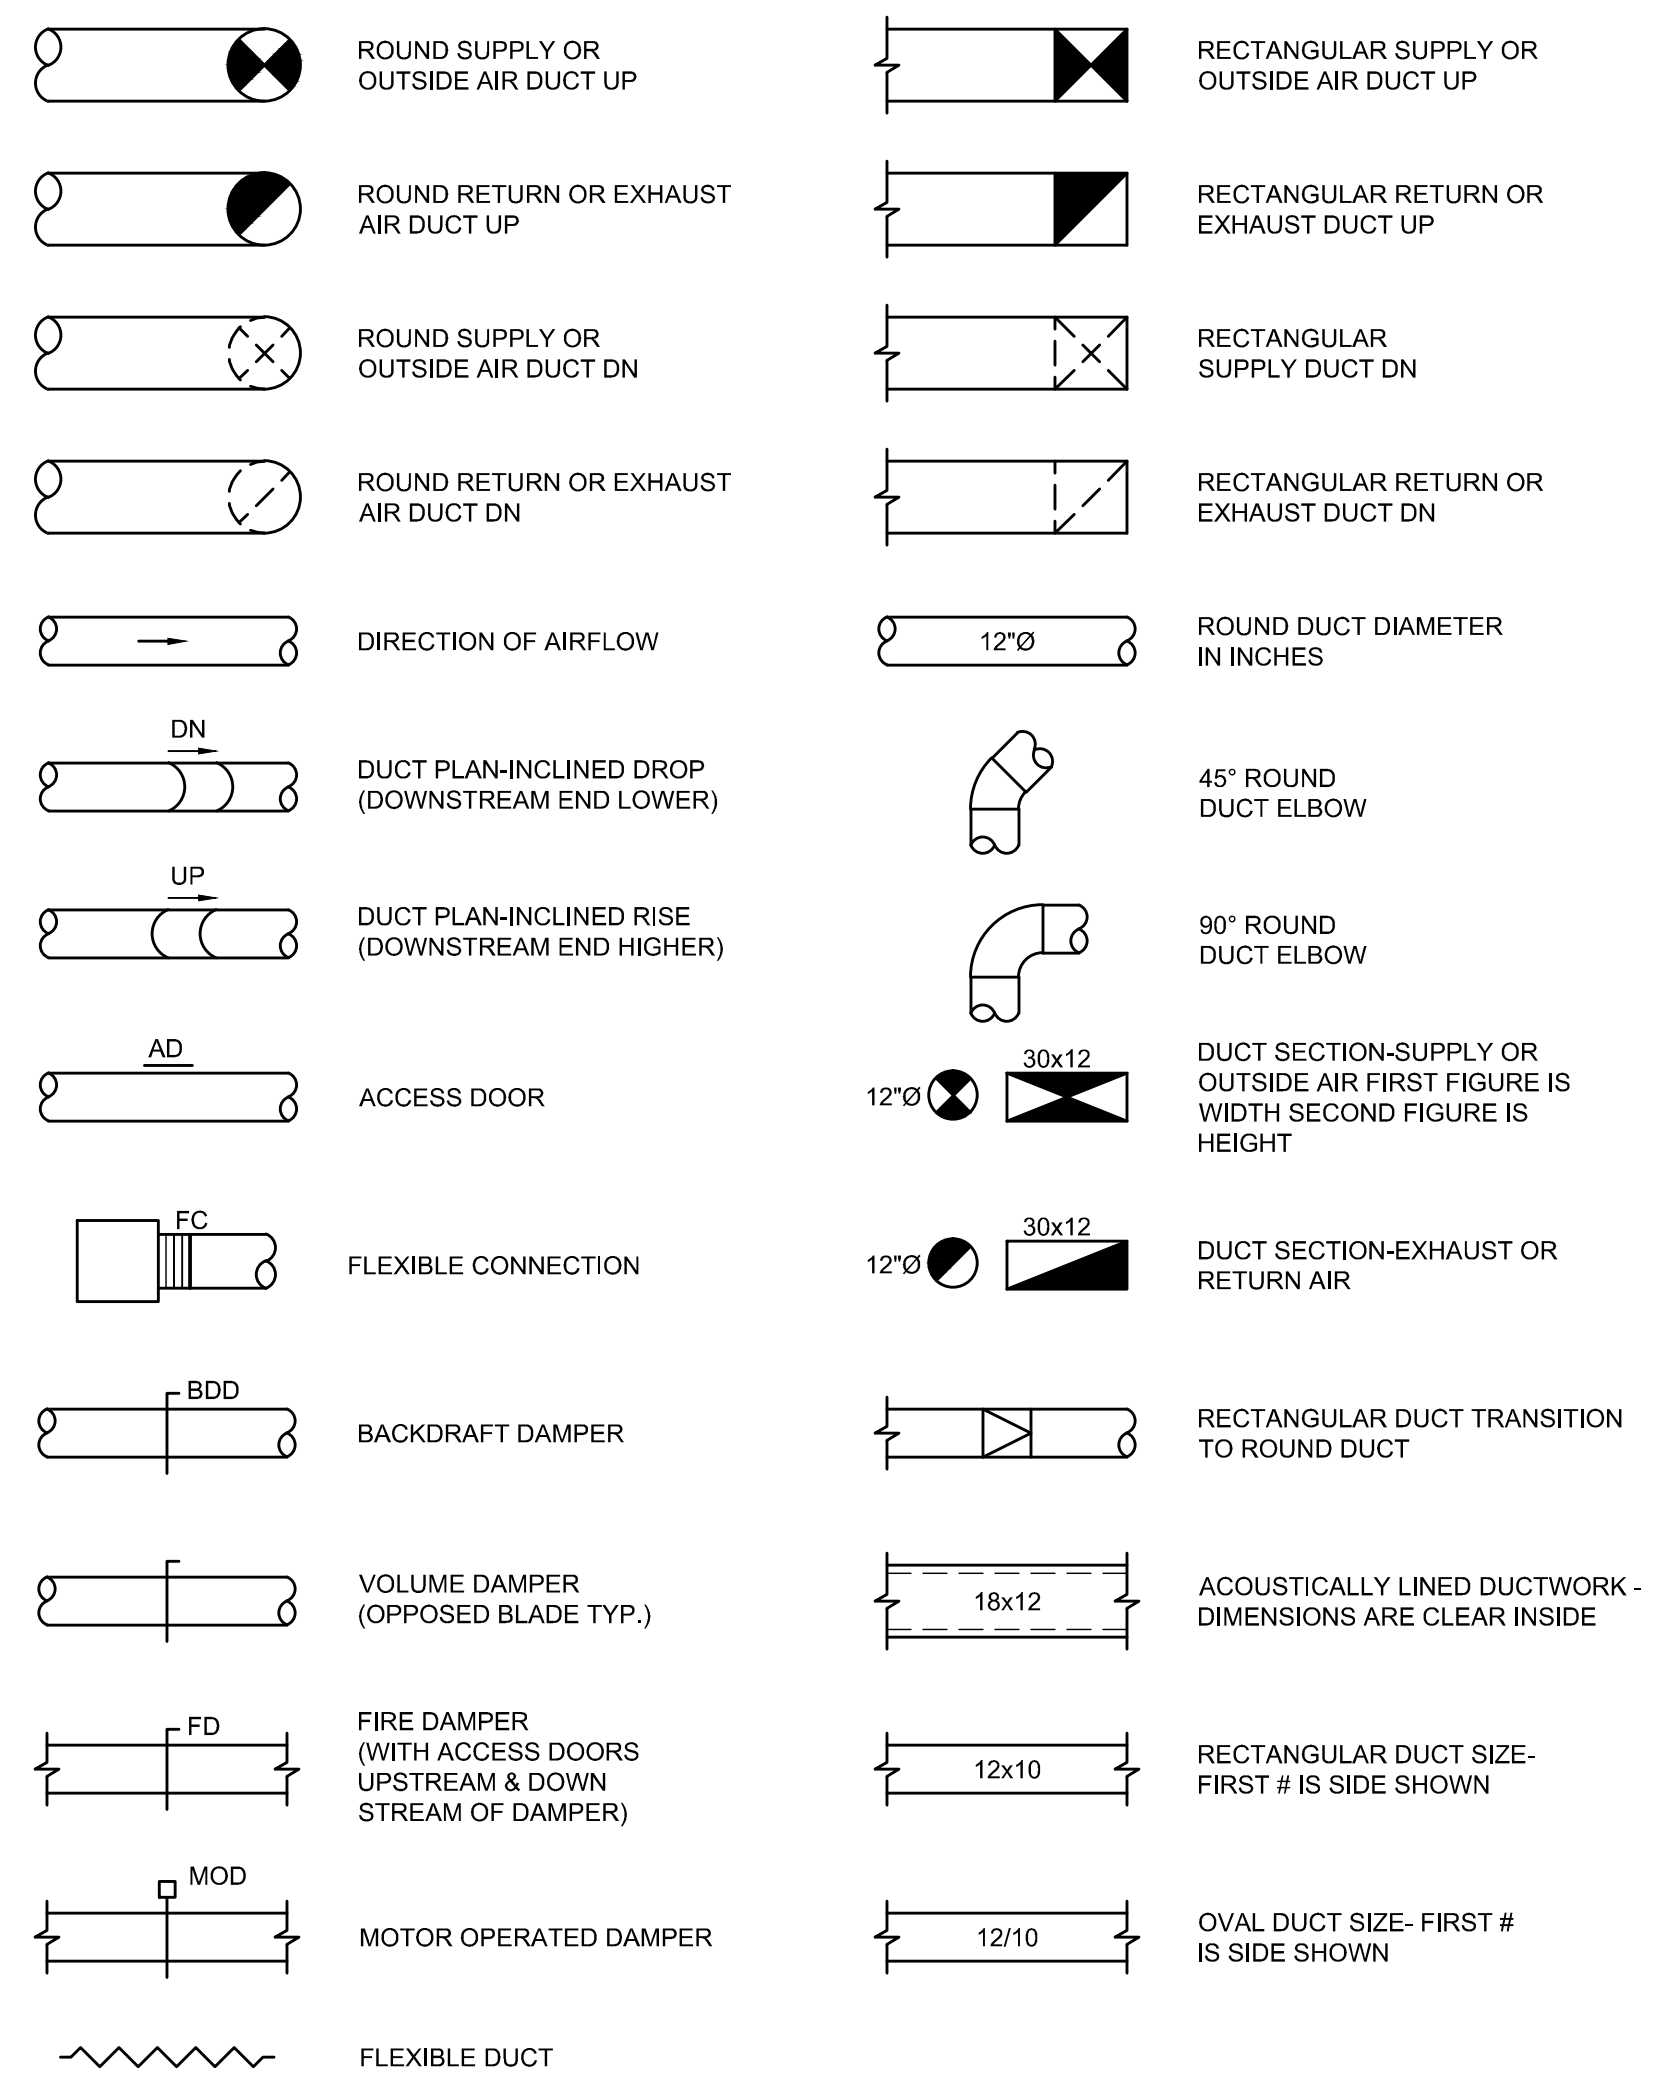 ROUND SUPPLY OR
OUTSIDE AIR DUCT UP
RECTANGULAR SUPPLY OR
OUTSIDE AIR DUCT UP
ROUND RETURN OR EXHAUST
AIR DUCT UP
RECTANGULAR RETURN OR
EXHAUST DUCT UP
ROUND SUPPLY OR
OUTSIDE AIR DUCT DN
RECTANGULAR
SUPPLY DUCT DN
ROUND RETURN OR EXHAUST
AIR DUCT DN
RECTANGULAR RETURN OR
EXHAUST DUCT DN
DIRECTION OF AIRFLOW
12"Ø
ROUND DUCT DIAMETER
IN INCHES
DN
DUCT PLAN-INCLINED DROP
(DOWNSTREAM END LOWER)
45° ROUND
DUCT ELBOW
UP
DUCT PLAN-INCLINED RISE
(DOWNSTREAM END HIGHER)
90° ROUND
DUCT ELBOW
AD
ACCESS DOOR
12"Ø
30x12
DUCT SECTION-SUPPLY OR
OUTSIDE AIR FIRST FIGURE IS
WIDTH SECOND FIGURE IS
HEIGHT
FC
FLEXIBLE CONNECTION
12"Ø
30x12
DUCT SECTION-EXHAUST OR
RETURN AIR
BDD
BACKDRAFT DAMPER
RECTANGULAR DUCT TRANSITION
TO ROUND DUCT
VOLUME DAMPER
(OPPOSED BLADE TYP.)
18x12
ACOUSTICALLY LINED DUCTWORK -
DIMENSIONS ARE CLEAR INSIDE
FD
FIRE DAMPER
(WITH ACCESS DOORS
UPSTREAM & DOWN
STREAM OF DAMPER)
12x10
RECTANGULAR DUCT SIZE-
FIRST # IS SIDE SHOWN
MOD
MOTOR OPERATED DAMPER
12/10
OVAL DUCT SIZE- FIRST #
IS SIDE SHOWN
FLEXIBLE DUCT